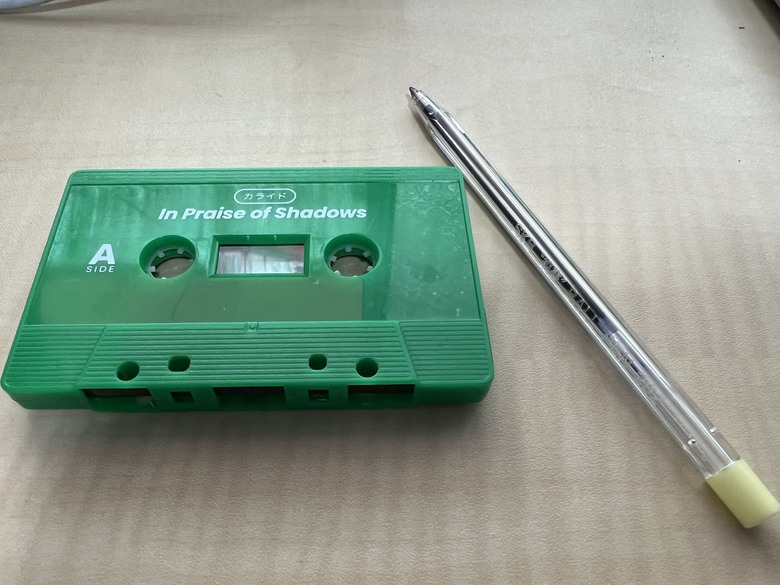 カライド
In Praise of Shadows
A
SIDE